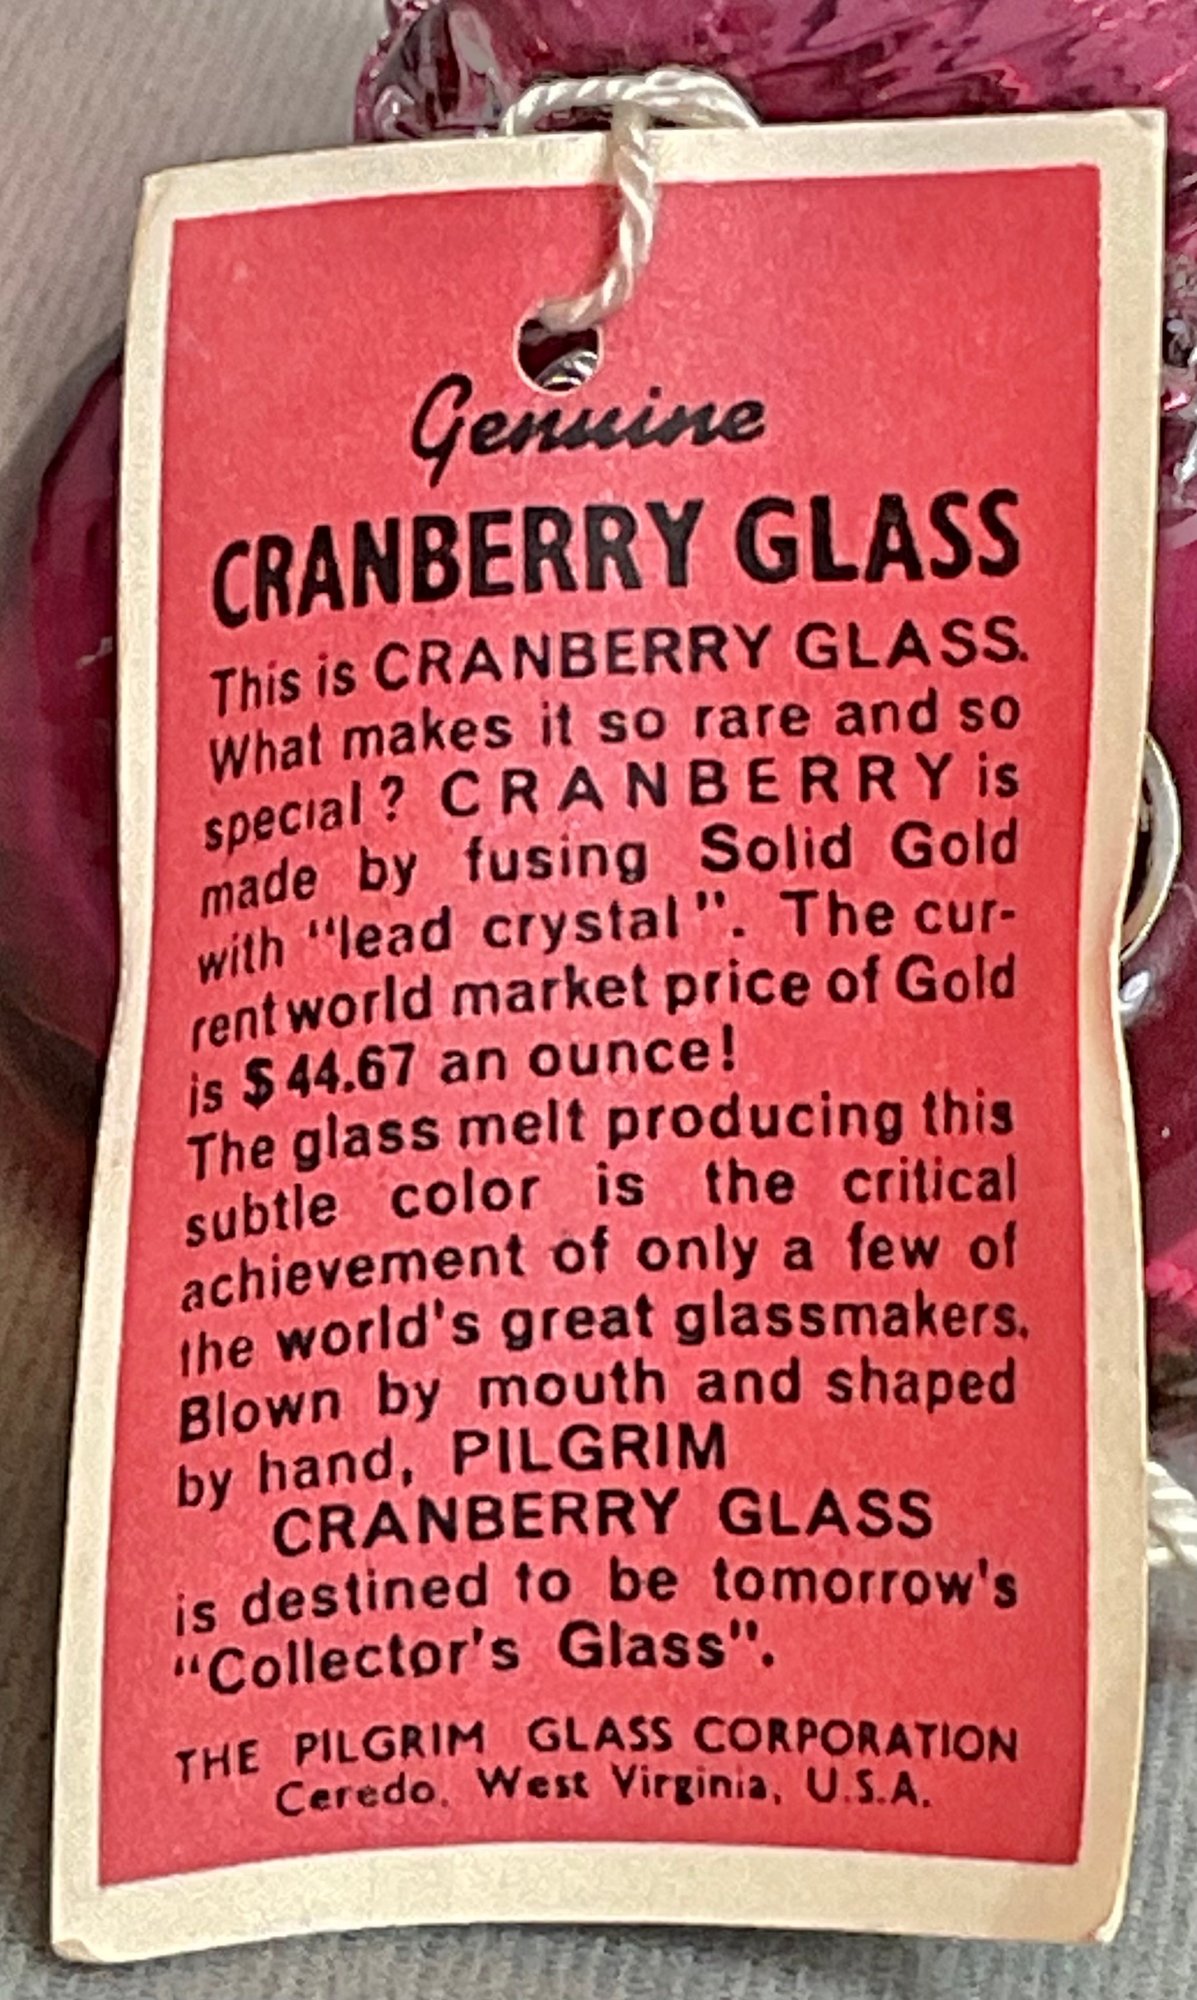 Genuine
CRANBERRY GLASS
This is CRANBERRY GLASS.
What makes it so rare and so
special? CRANBERRY is
made by fusing Solid Gold
with "lead crystal". The cur-
rent world market price of Gold
is $44.67 an ounce!
The glass melt producing this
subtle color is the critical
achievement of only a few of
the world's great glassmakers.
Blown by mouth and shaped
by hand, PILGRIM
CRANBERRY GLASS
is destined to be tomorrow's
"Collector's Glass".
THE PILGRIM GLASS CORPORATION
Ceredo, West Virginia, U.S.A.